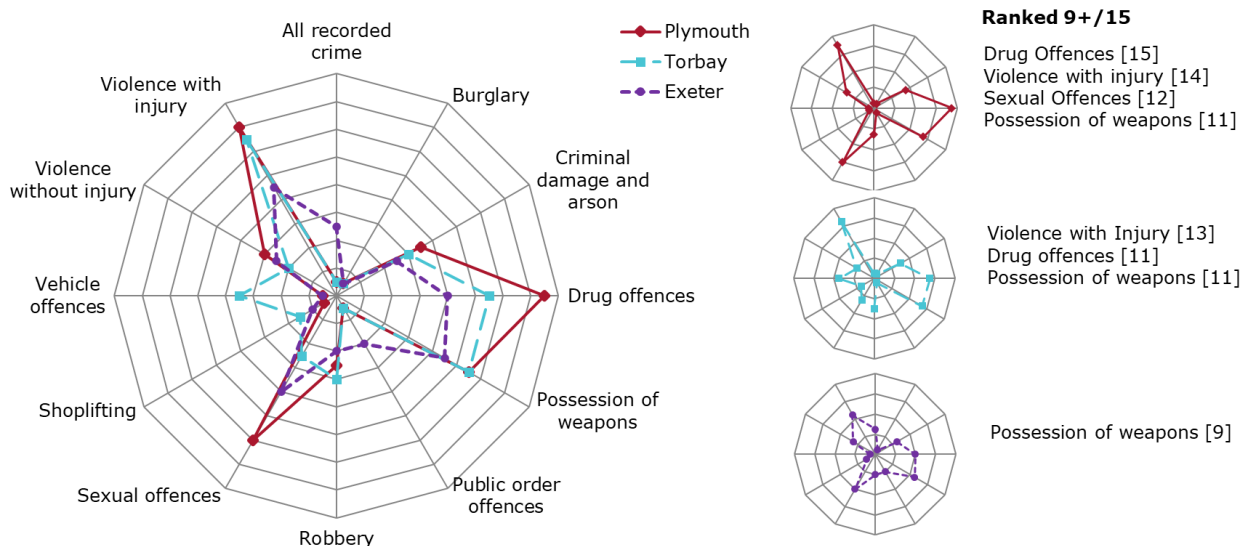 All recorded
crime
Burglary
Criminal
damage and
arson
Drug offences
Possession of
weapons
Public order
offences
Robbery
Sexual offences
Shoplifting
Vehicle
offences
Violence
without injury
Violence with
injury
Plymouth
Torbay
Exeter
Ranked 9+/15
Drug Offences [15]
Violence with injury [14]
Sexual Offences [12]
Possession of weapons [11]
Violence with Injury [13]
Drug offences [11]
Possession of weapons [11]
Possession of weapons [9]